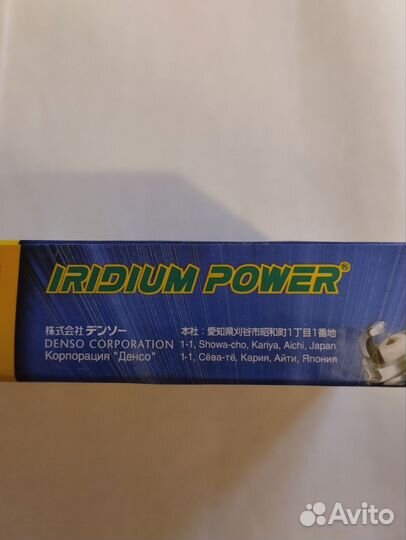 IRIDIUM POWER®
株式会社 デンソー 本社：愛知県刈谷市昭和町1丁目1番地
DENSO CORPORATION 1-1, Showa-cho, Kariya, Aichi, Japan
Корпорация "Денсо" 1-1, Сёва-тё, Кария, Айти, Япония
Avito